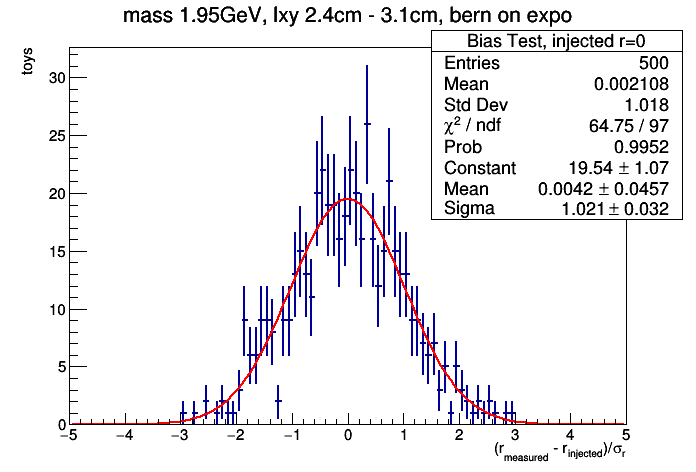 mass 1.95GeV, lxy 2.4cm - 3.1cm, bern on expo
Bias Test, injected r=0
Entries 500
Mean 0.002108
Std Dev 1.018
χ² / ndf 64.75 / 97
Prob 0.9952
Constant 19.54 ± 1.07
Mean 0.0042 ± 0.0457
Sigma 1.021 ± 0.032
toys
30
25
20
15
10
5
0
−5 −4 −3 −2 −1 0 1 2 3 4 5
(r_measured - r_injected)/σ_r